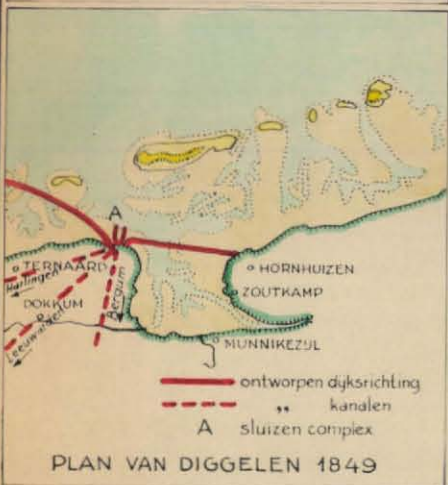 A
TERNAARD
Harlingen
HORNHUIZEN
ZOUTKAMP
DOKKUM
Bergum
Leeuwarden
MUNNIKEZIJL
ontworpen dijksrichting
„ kanalen
A sluizen complex
PLAN VAN DIGGELEN 1849